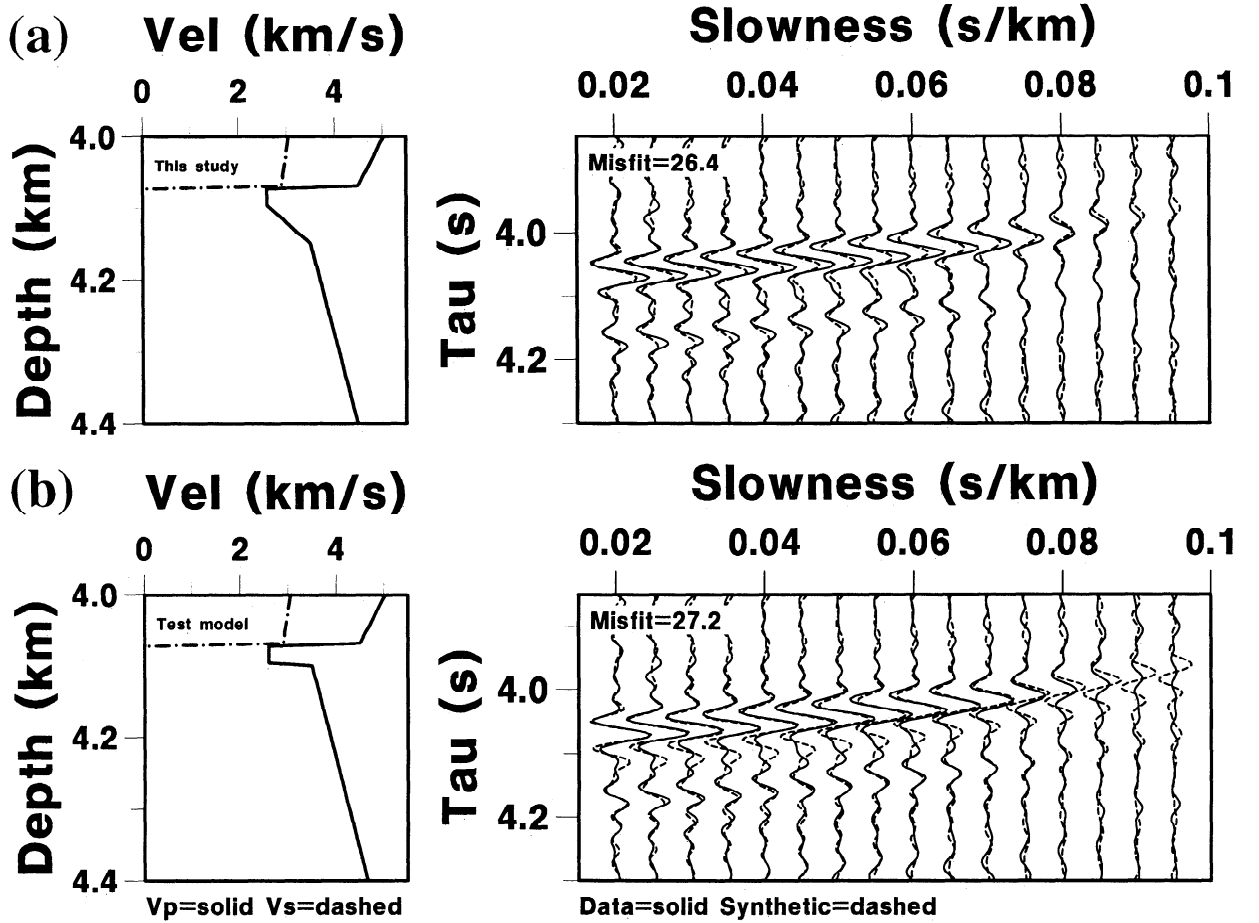 (a) Vel (km/s) Slowness (s/km)
0 2 4 0.02 0.04 0.06 0.08 0.1
Depth (km)
4.0
4.2
4.4
This study
Tau (s)
4.0
4.2
Misfit=26.4
(b) Vel (km/s) Slowness (s/km)
0 2 4 0.02 0.04 0.06 0.08 0.1
Depth (km)
4.0
4.2
4.4
Test model
Tau (s)
4.0
4.2
Misfit=27.2
Vp=solid Vs=dashed Data=solid Synthetic=dashed